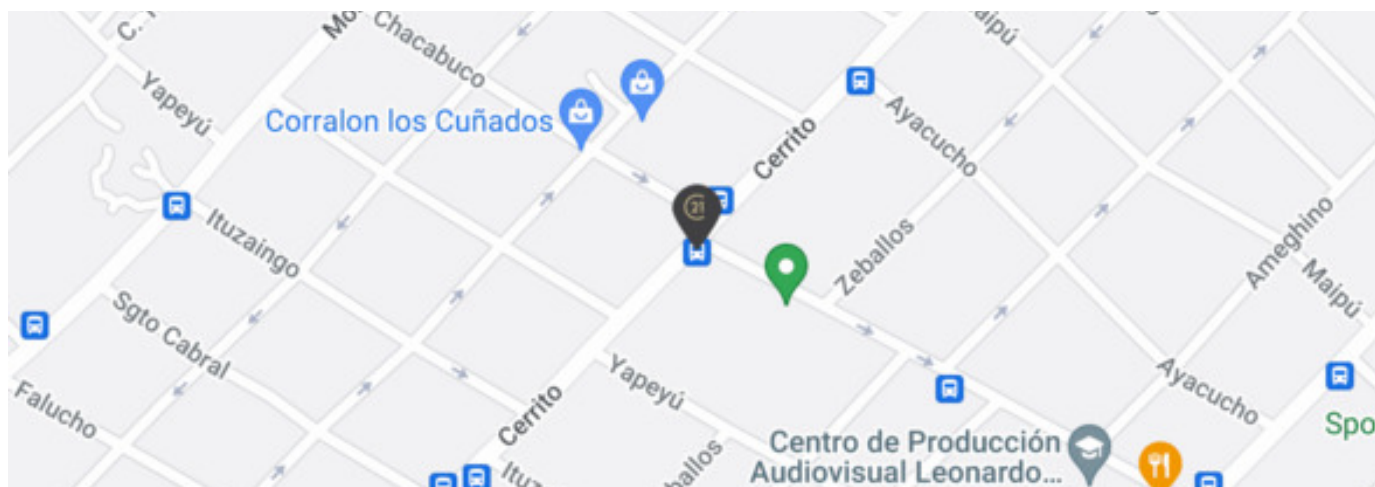 Chacabuco
Yapeyú
Corralon los Cuñados
Cerrito
Ayacucho
Maipú
21
Ituzaingo
Zeballos
Ameghino
Maipú
Sgto Cabral
Falucho
Yapeyú
Ayacucho
Cerrito
Centro de Producción
Audiovisual Leonardo...